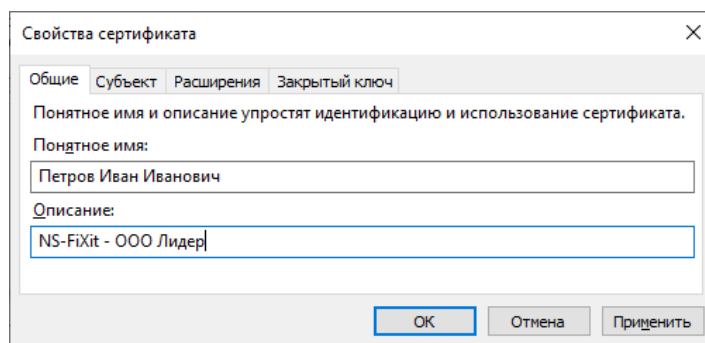 Свойства сертификата
Общие Субъект Расширения Закрытый ключ
Понятное имя и описание упростят идентификацию и использование сертификата.
Понятное имя:
Петров Иван Иванович
Описание:
NS-FiXit - ООО Лидер
ОК Отмена Применить